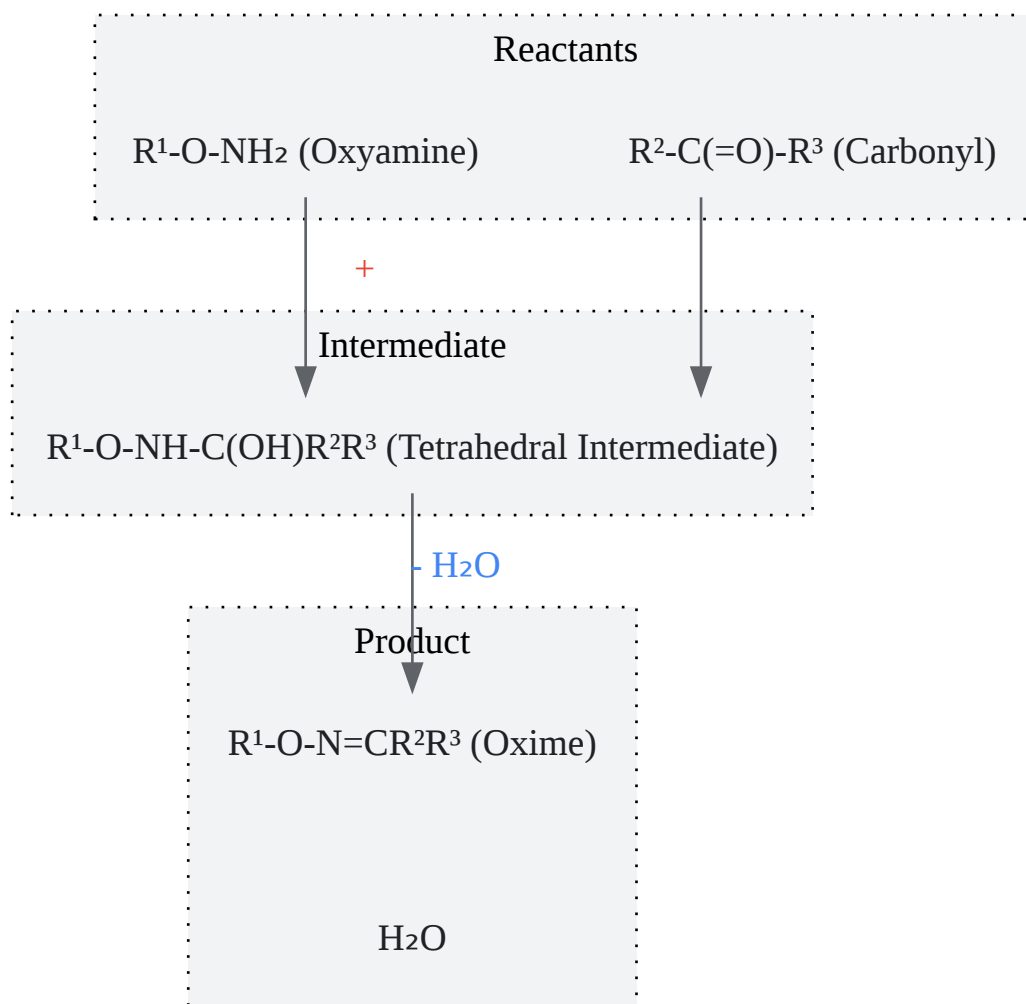 Reactants
R¹-O-NH₂ (Oxyamine)
R²-C(=O)-R³ (Carbonyl)
+
Intermediate
R¹-O-NH-C(OH)R²R³ (Tetrahedral Intermediate)
- H₂O
Product
R¹-O-N=CR²R³ (Oxime)
H₂O